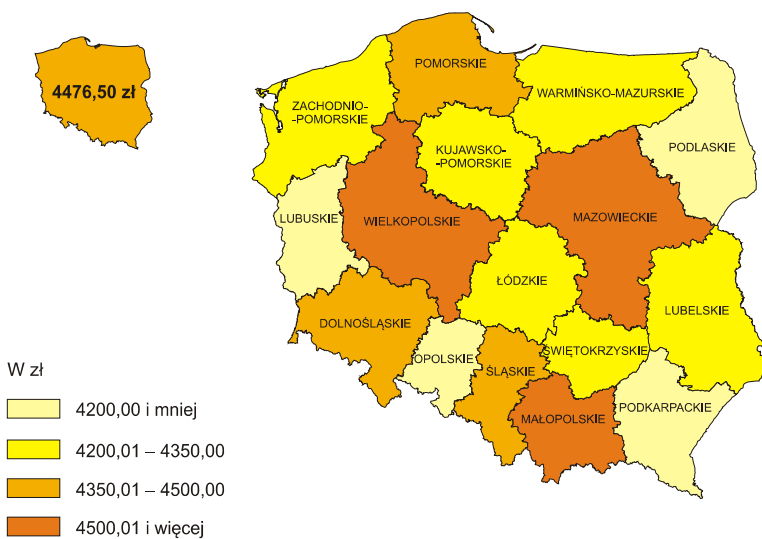 4476,50 zł
POMORSKIE
WARMIŃSKO-MAZURSKIE
ZACHODNIO-
-POMORSKIE
KUJAWSKO-
-POMORSKIE
PODLASKIE
LUBUSKIE
WIELKOPOLSKIE
MAZOWIECKIE
ŁÓDZKIE
LUBELSKIE
DOLNOŚLĄSKIE
OPOLSKIE
ŚLĄSKIE
ŚWIĘTOKRZYSKIE
MAŁOPOLSKIE
PODKARPACKIE
W zł
4200,00 i mniej
4200,01 – 4350,00
4350,01 – 4500,00
4500,01 i więcej